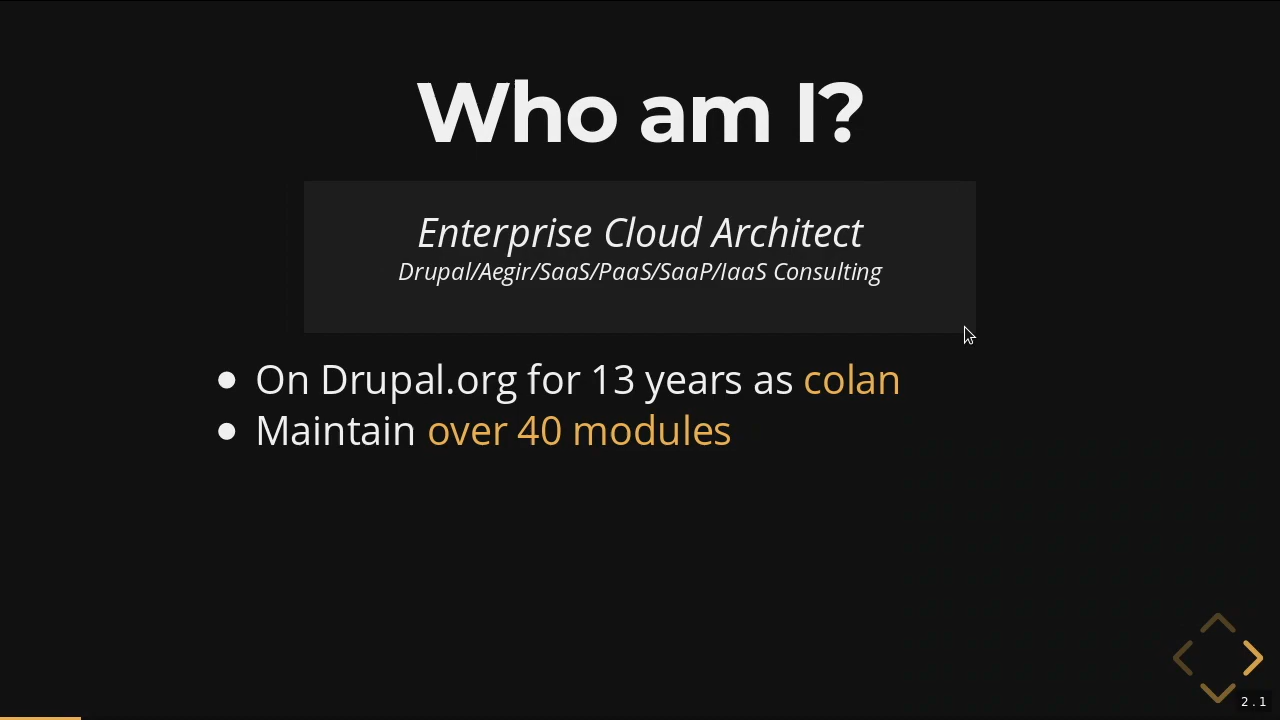 Who am I?
Enterprise Cloud Architect
Drupal/Aegir/SaaS/PaaS/SaaP/IaaS Consulting
On Drupal.org for 13 years as colan
Maintain over 40 modules
2.1